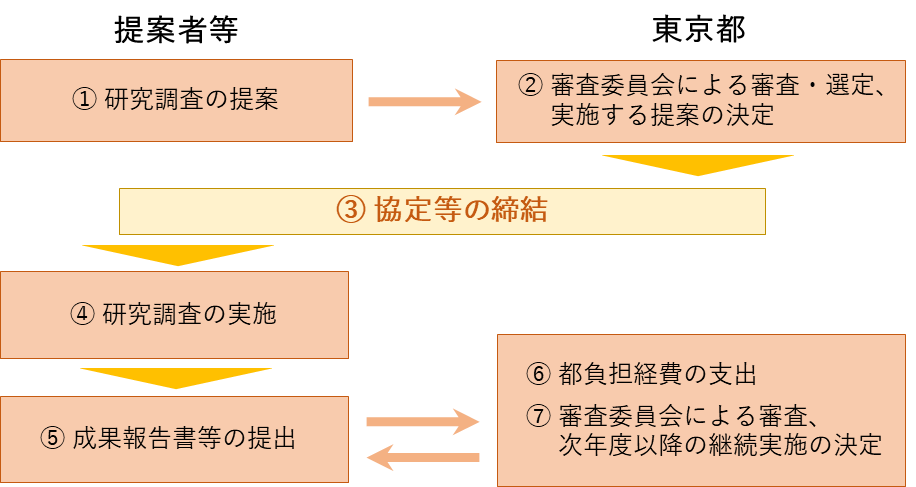 提案者等
東京都
① 研究調査の提案
② 審査委員会による審査・選定、
実施する提案の決定
③ 協定等の締結
④ 研究調査の実施
⑤ 成果報告書等の提出
⑥ 都負担経費の支出
⑦ 審査委員会による審査、
次年度以降の継続実施の決定